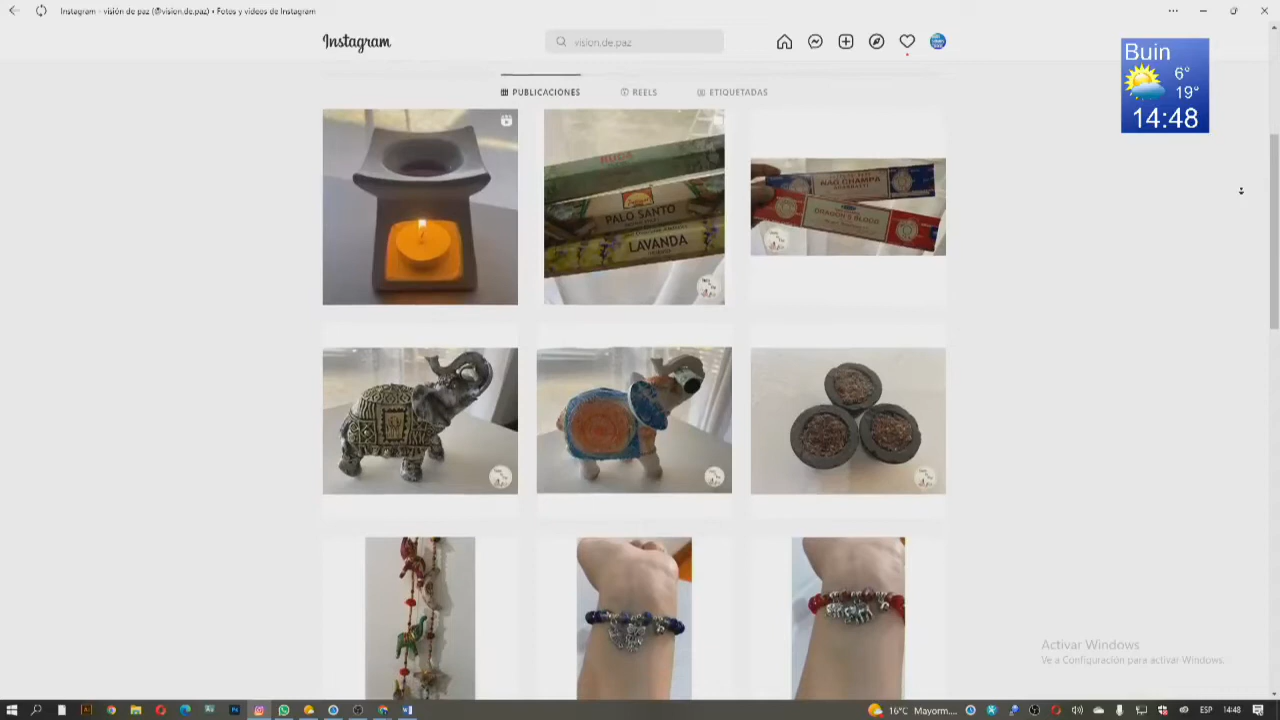 Instagram - visión de paz (@vision.de.paz) • Fotos y videos de Instagram
Instagram
vision.de.paz
Buin
6°
19°
14:48
PUBLICACIONES
REELS
ETIQUETADAS
BUDA
PALO SANTO
LAVANDA
NAG CHAMPA
DRAGON'S BLOOD
Activar Windows
Ve a Configuración para activar Windows.
16°C Mayorm...
ESP
14:48